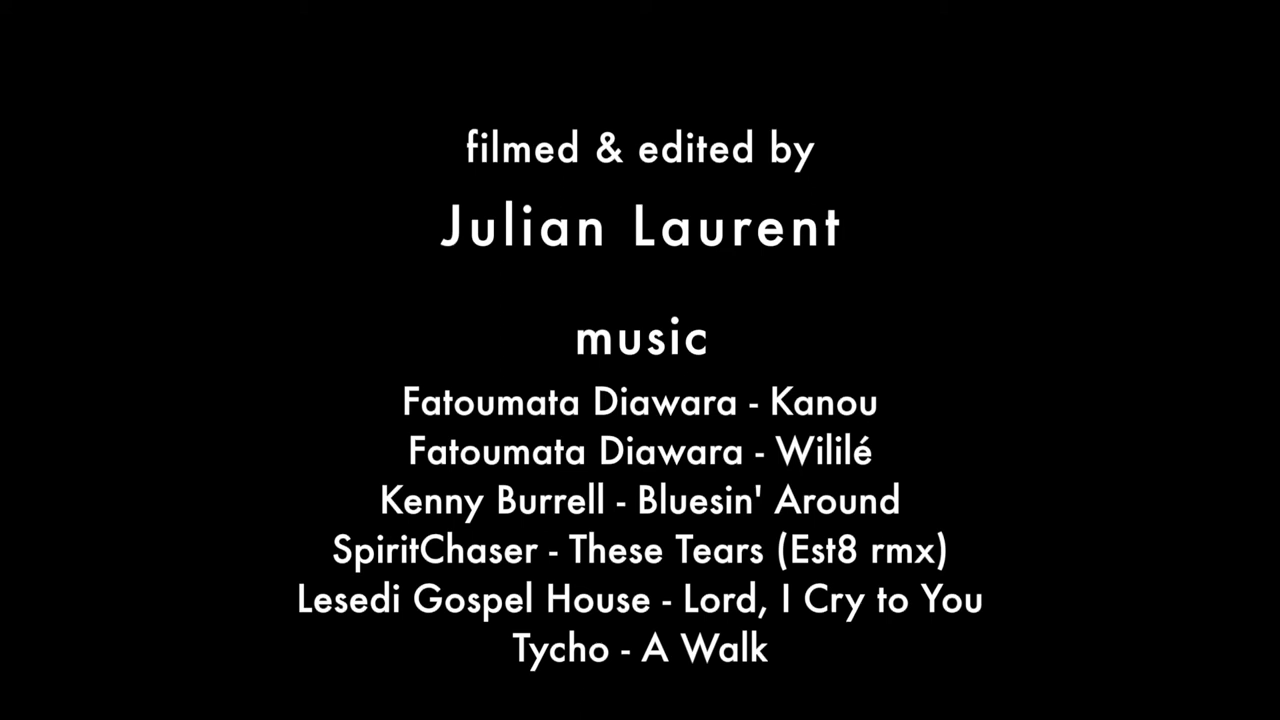 filmed & edited by
Julian Laurent
music
Fatoumata Diawara - Kanou
Fatoumata Diawara - Wililé
Kenny Burrell - Bluesin' Around
SpiritChaser - These Tears (Est8 rmx)
Lesedi Gospel House - Lord, I Cry to You
Tycho - A Walk